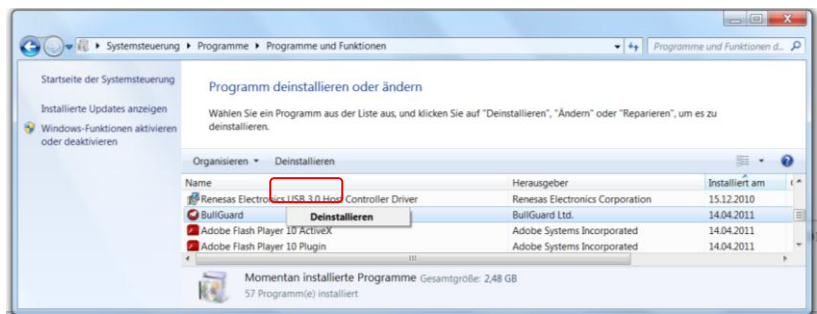 Systemsteuerung ▸ Programme ▸ Programme und Funktionen
Programme und Funktionen d...
Startseite der Systemsteuerung
Installierte Updates anzeigen
Windows-Funktionen aktivieren
oder deaktivieren
Programm deinstallieren oder ändern
Wählen Sie ein Programm aus der Liste aus, und klicken Sie auf "Deinstallieren", "Ändern" oder "Reparieren", um es zu
deinstallieren.
Organisieren Deinstallieren
Name Herausgeber Installiert am
Renesas Electronics USB 3.0 Host Controller Driver Renesas Electronics Corporation 15.12.2010
BullGuard Deinstallieren BullGuard Ltd. 14.04.2011
Adobe Flash Player 10 ActiveX Adobe Systems Incorporated 14.04.2011
Adobe Flash Player 10 Plugin Adobe Systems Incorporated 14.04.2011
Momentan installierte Programme Gesamtgröße: 2,48 GB
57 Programm(e) installiert